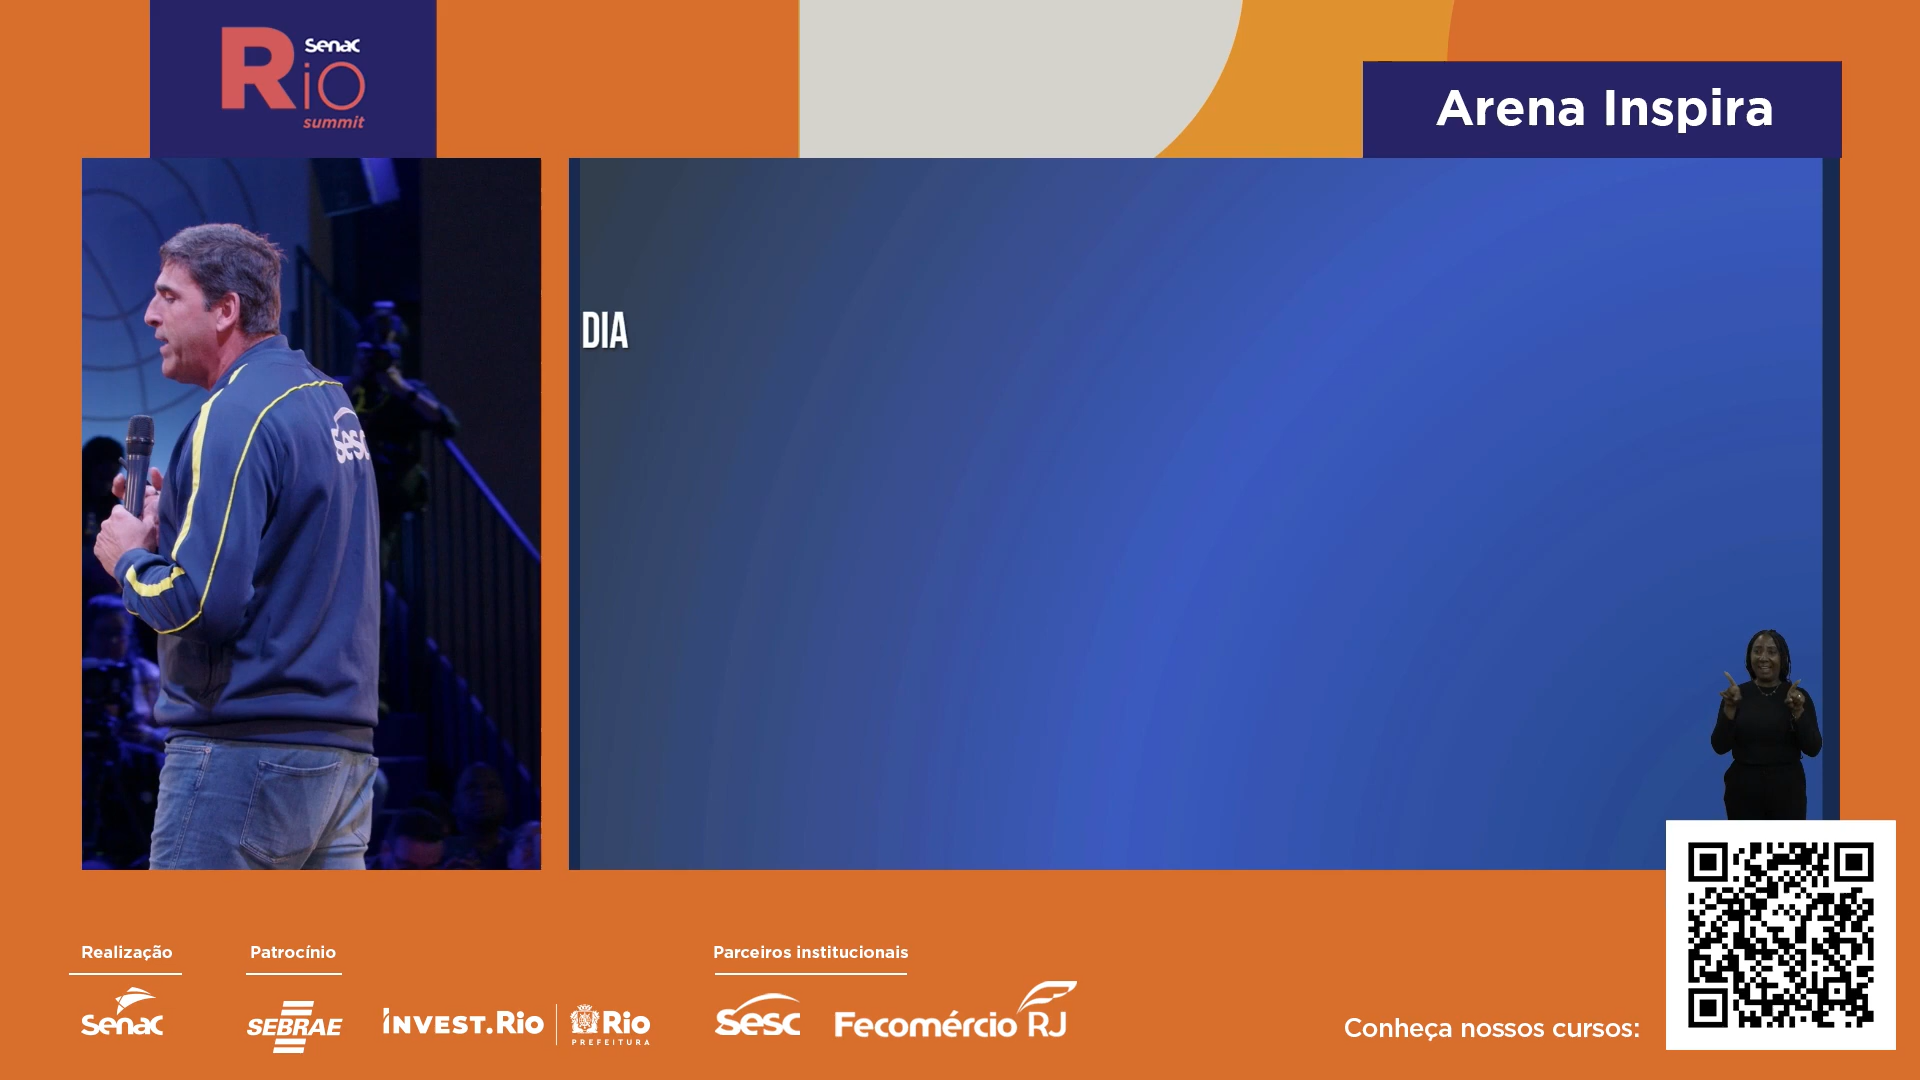 Senac
Rio
summit
Arena Inspira
DIA
sesc
Realização
Patrocínio
Parceiros institucionais
Senac
SEBRAE
INVEST.Rio
Rio
PREFEITURA
Sesc
Fecomércio RJ
Conheça nossos cursos: